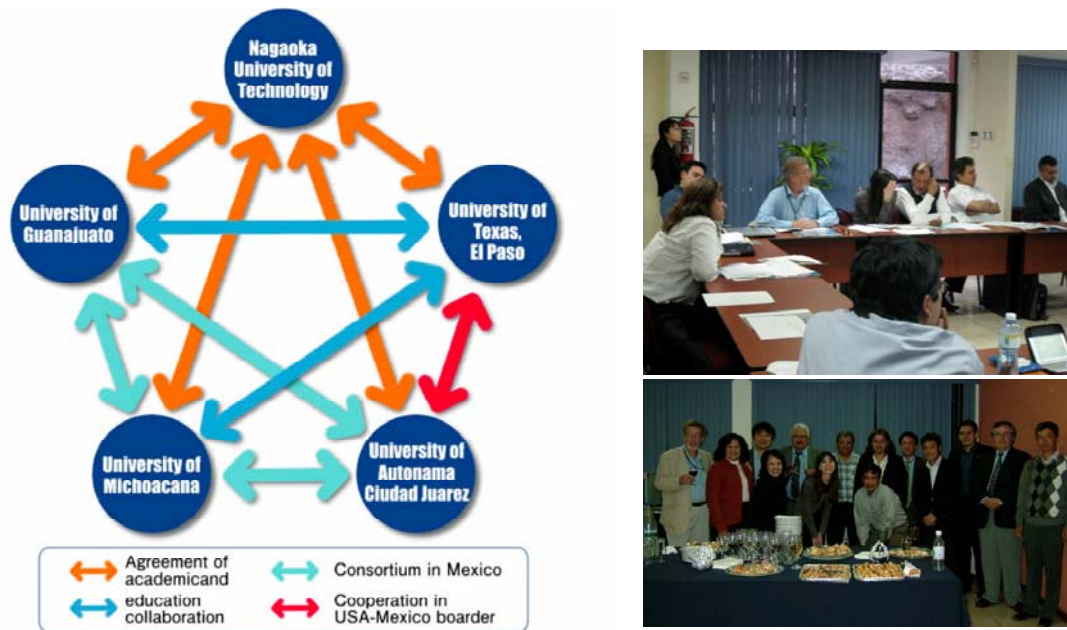 Nagaoka
University of
Technology
University of
Guanajuato
University of
Texas,
El Paso
University of
Michoacana
University of
Autonama
Ciudad Juarez
Agreement of
academicand
education
collaboration
Consortium in Mexico
Cooperation in
USA-Mexico boarder